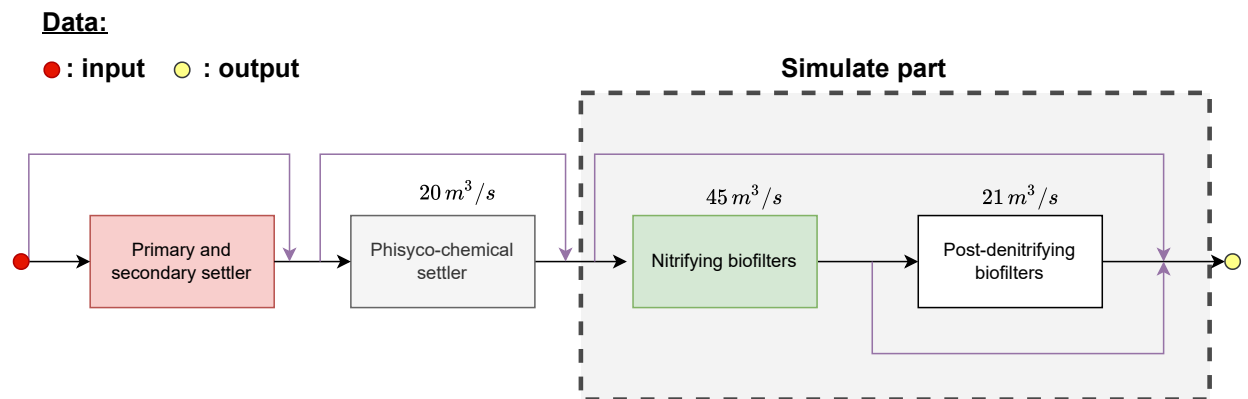 Data:
: input : output
Simulate part
20 m³/s
45 m³/s
21 m³/s
Primary and
secondary settler
Phisyco-chemical
settler
Nitrifying biofilters
Post-denitrifying
biofilters